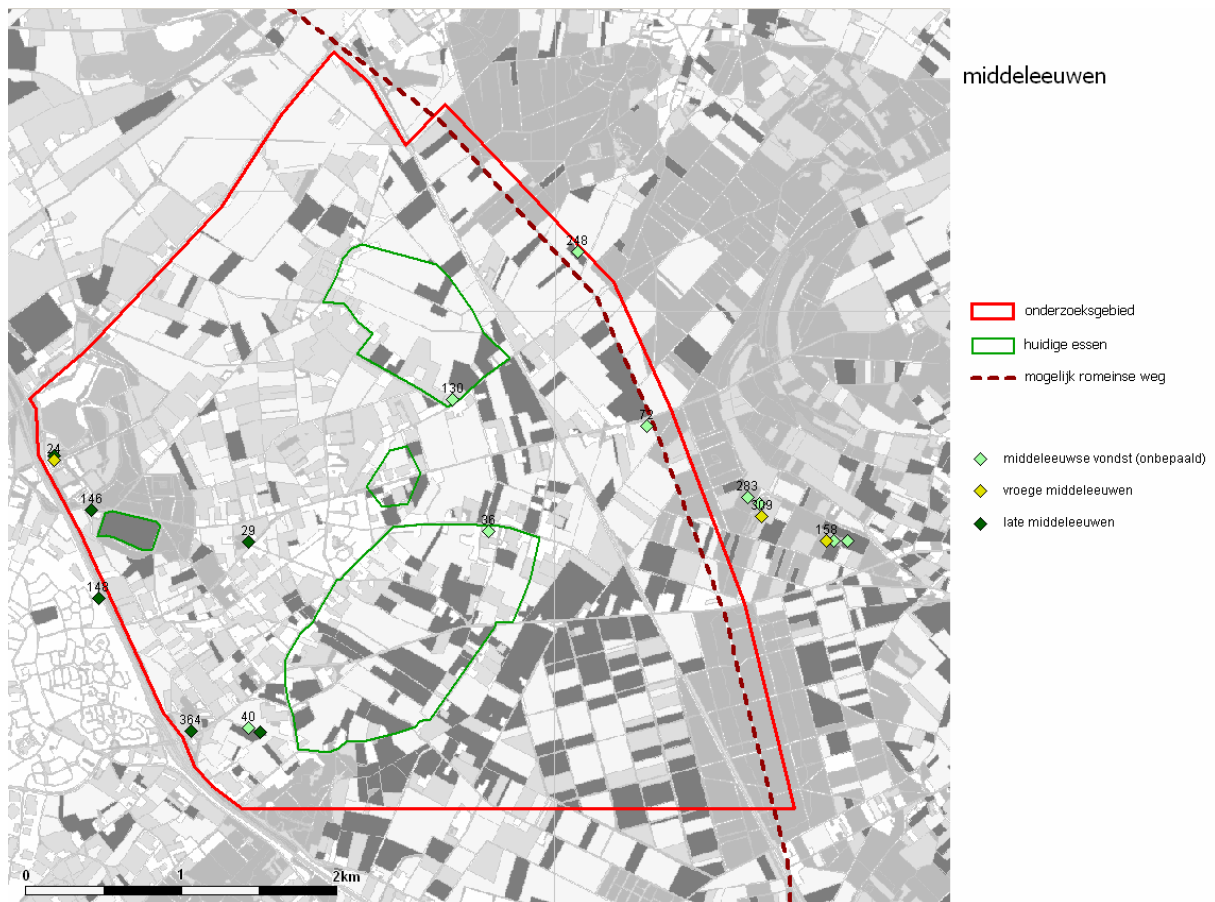 middeleeuwen
248
onderzoeksgebied
huidige essen
mogelijk romeinse weg
130
72
24
middeleeuwse vondst (onbepaald)
283
vroege middeleeuwen
146
309
late middeleeuwen
36
29
158
148
364
40
0 1 2km